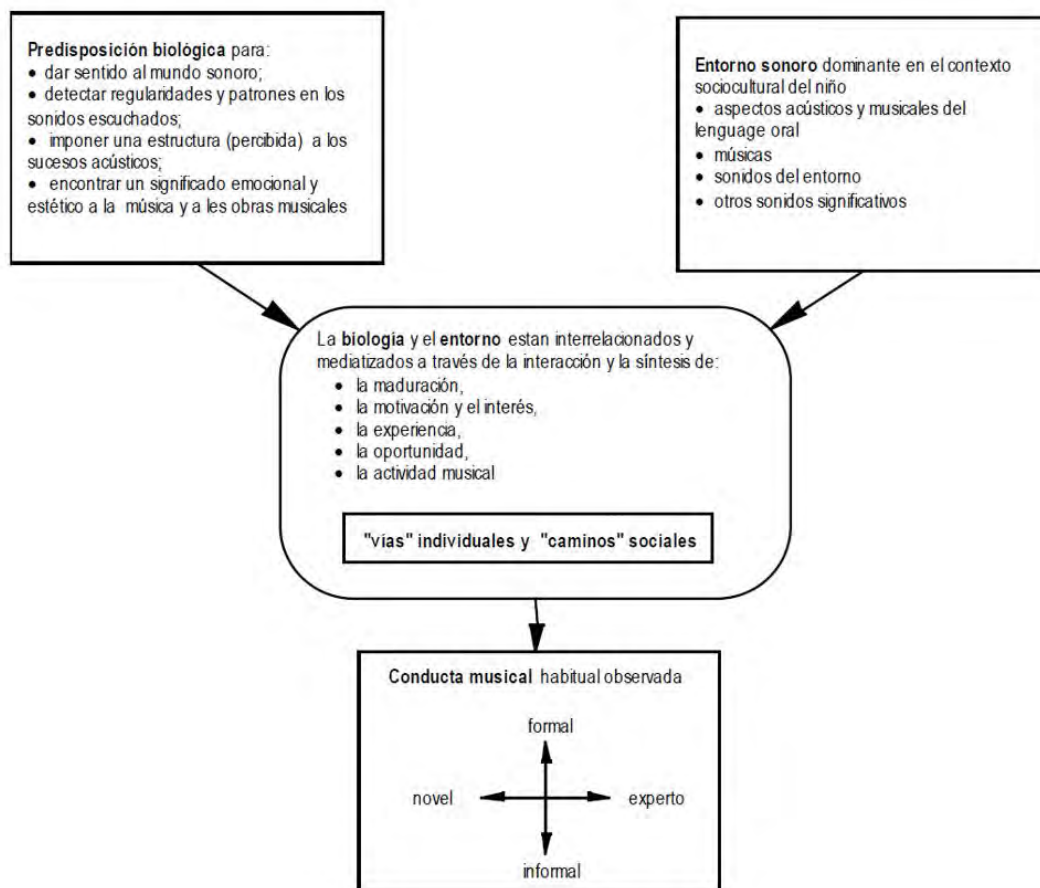 Predisposición biológica para:
• dar sentido al mundo sonoro;
• detectar regularidades y patrones en los
sonidos escuchados;
• imponer una estructura (percibida) a los
sucesos acústicos;
• encontrar un significado emocional y
estético a la música y a les obras musicales
Entorno sonoro dominante en el contexto
sociocultural del niño
• aspectos acústicos y musicales del
lenguage oral
• músicas
• sonidos del entorno
• otros sonidos significativos
La biología y el entorno estan interrelacionados y
mediatizados a través de la interacción y la síntesis de:
• la maduración,
• la motivación y el interés,
• la experiencia,
• la oportunidad,
• la actividad musical
"vías" individuales y "caminos" sociales
Conducta musical habitual observada
formal
novel experto
informal